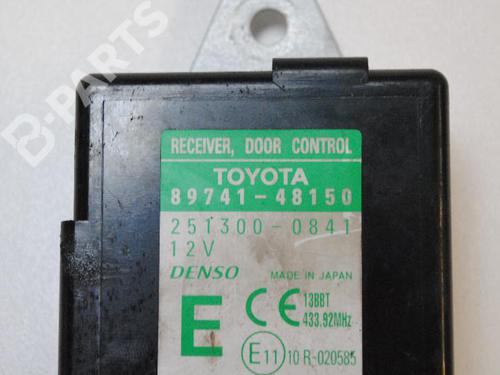 B-PARTS
RECEIVER, DOOR CONTROL
TOYOTA
89741-48150
251300-0841
12V
DENSO MADE IN JAPAN
E CE 13BBT
433.92MHz
E11 10 R-020585